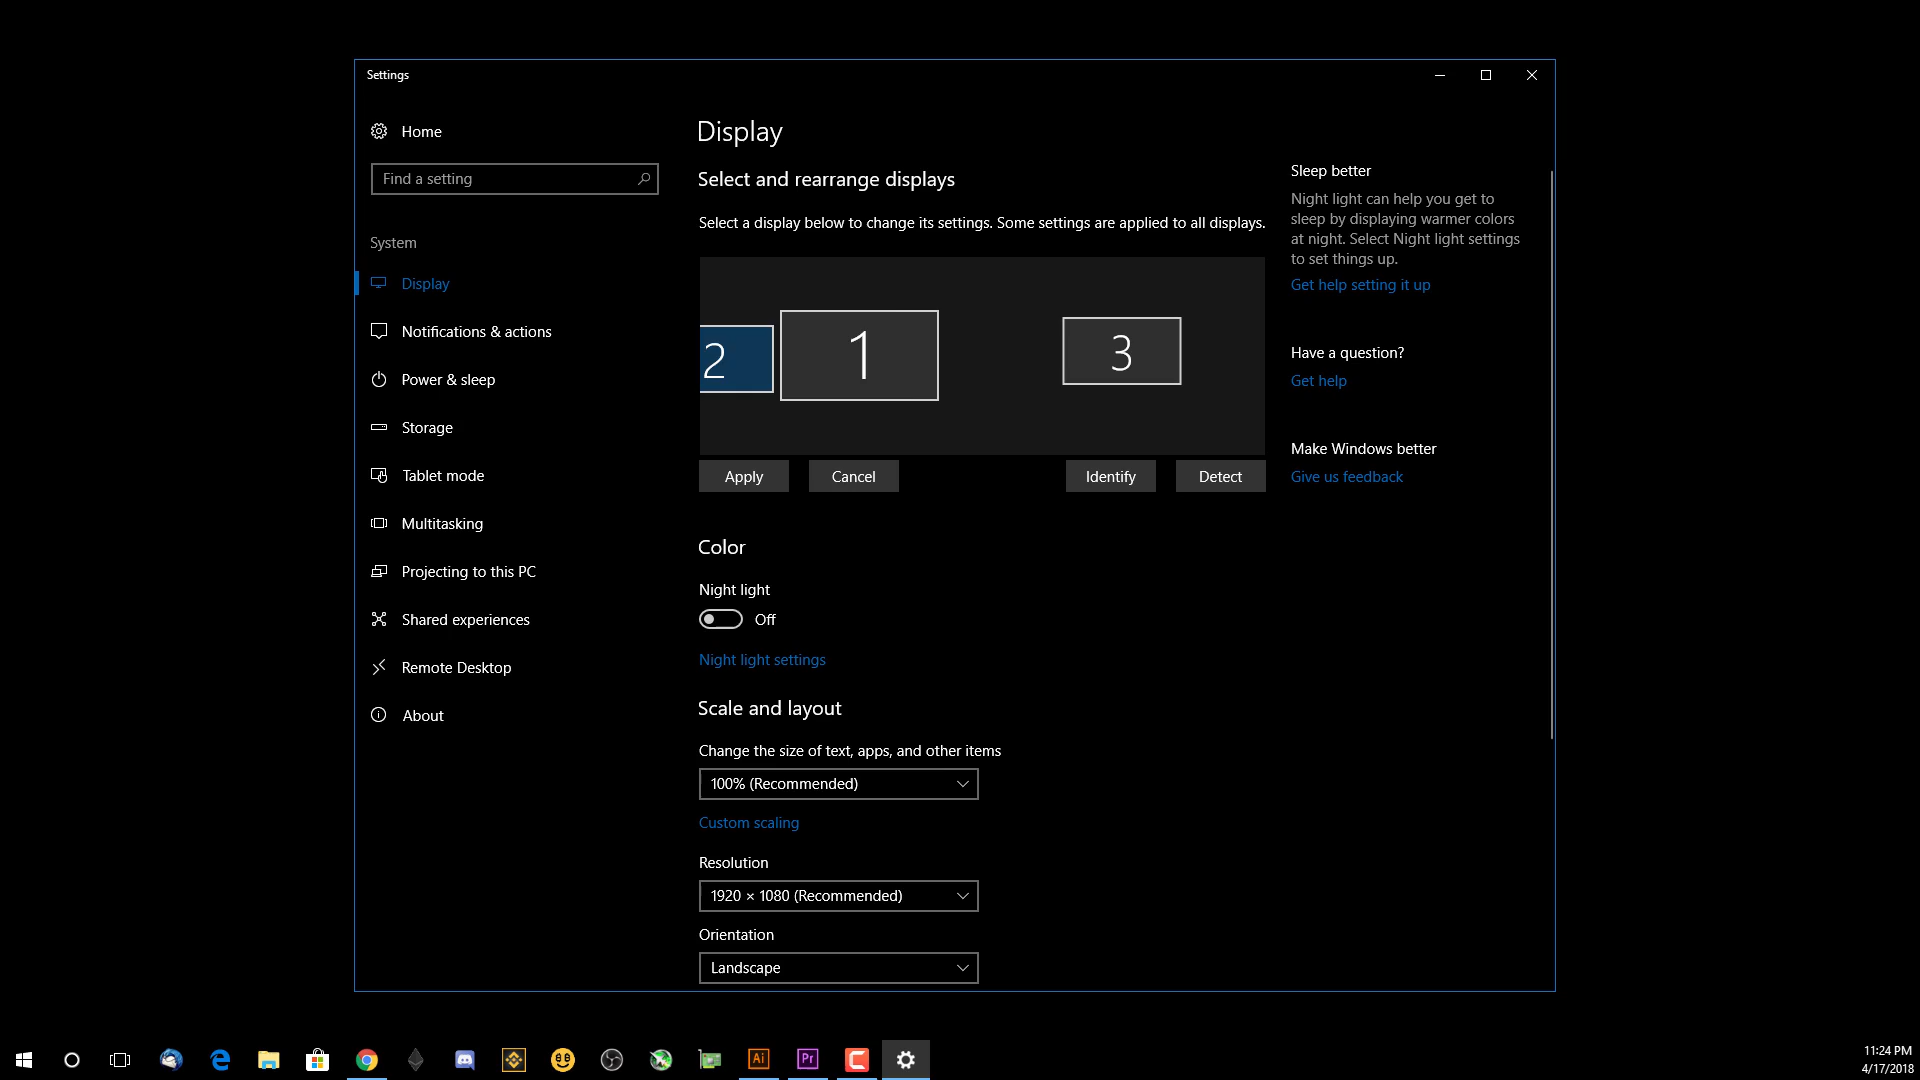 Settings
Home
Find a setting
System
Display
Notifications & actions
Power & sleep
Storage
Tablet mode
Multitasking
Projecting to this PC
Shared experiences
Remote Desktop
About
Display
Select and rearrange displays
Select a display below to change its settings. Some settings are applied to all displays.
2
1
3
Apply
Cancel
Identify
Detect
Color
Night light
Off
Night light settings
Scale and layout
Change the size of text, apps, and other items
100% (Recommended)
Custom scaling
Resolution
1920 × 1080 (Recommended)
Orientation
Landscape
Sleep better
Night light can help you get to
sleep by displaying warmer colors
at night. Select Night light settings
to set things up.
Get help setting it up
Have a question?
Get help
Make Windows better
Give us feedback
Ai
Pr
11:24 PM
4/17/2018